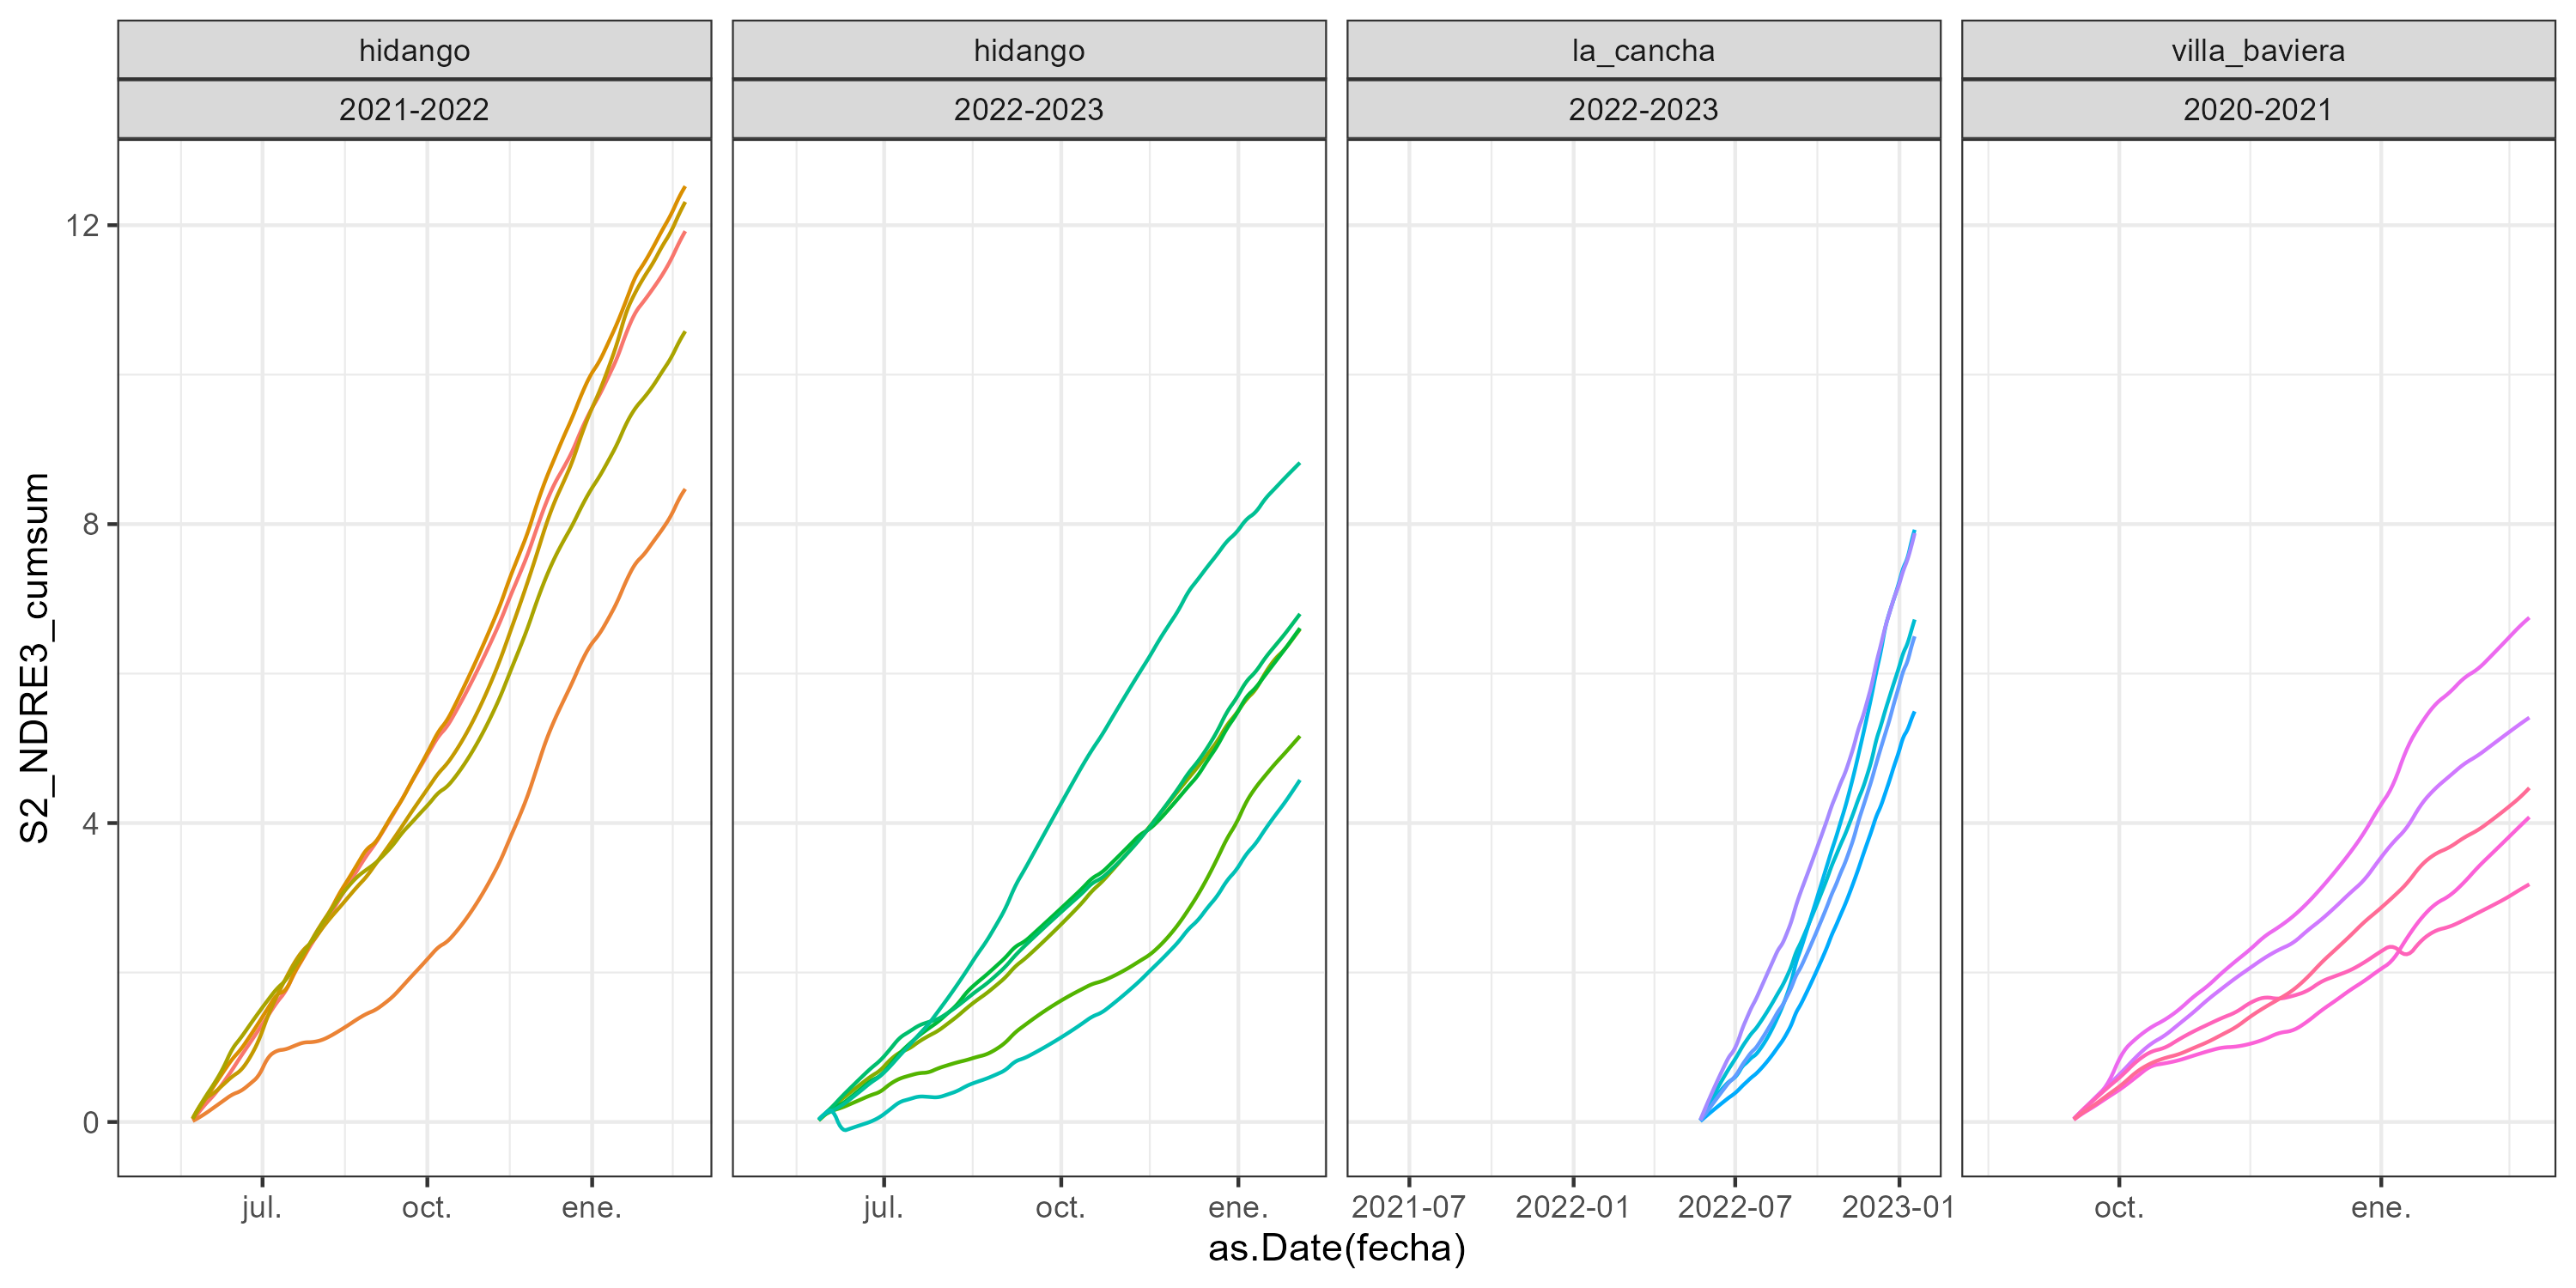 hidango
hidango
la_cancha
villa_baviera
2021-2022
2022-2023
2022-2023
2020-2021
S2_NDRE3_cumsum
12
8
4
0
jul.
oct.
ene.
jul.
oct.
ene.
2021-07
2022-01
2022-07
2023-01
oct.
ene.
as.Date(fecha)